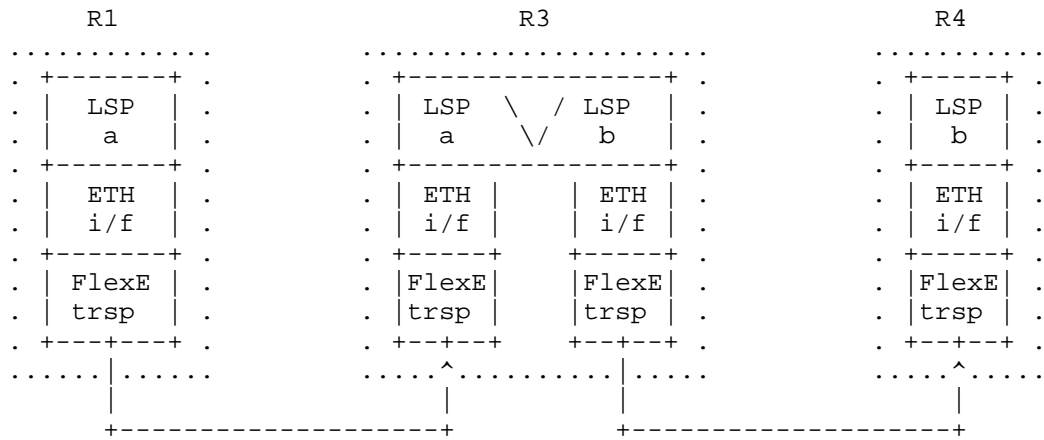 R1 R3 R4
LSP LSP LSP LSP
a a b b
ETH ETH ETH ETH
i/f i/f i/f i/f
FlexE FlexE FlexE FlexE
trsp trsp trsp trsp